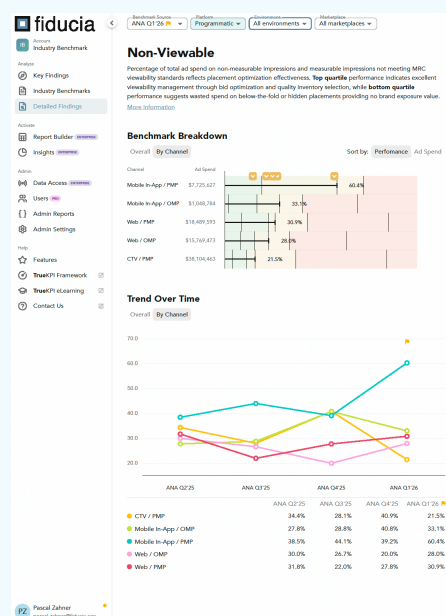 fiducia
Benchmark Source
ANA Q1'26
Platform
Programmatic
Environment
All environments
Marketplace
All marketplaces
Account
IB
Industry Benchmark
Analyze
Key Findings
Industry Benchmarks
Detailed Findings
Activate
Report Builder ENTERPRISE
Insights ENTERPRISE
Admin
Data Access ENTERPRISE
Users PRO
Admin Reports
Admin Settings
Help
Features
TrueKPI Framework
TrueKPI eLearning
Contact Us
PZ
Pascal Zahner
Non-Viewable
Percentage of total ad spend on non-measurable impressions and measurable impressions not meeting MRC
viewability standards reflects placement optimization effectiveness. Top quartile performance indicates excellent
viewability management through bid optimization and quality inventory selection, while bottom quartile
performance suggests wasted spend on below-the-fold or hidden placements providing no brand exposure value.
More information
Benchmark Breakdown
Overall By Channel
Sort by: Perfomance Ad Spend
Channel Ad Spend
Mobile In-App / PMP $7,725,627 60.4%
Mobile In-App / OMP $1,048,784 33.1%
Web / PMP $18,489,593 30.9%
Web / OMP $15,769,473 28.0%
CTV / PMP $38,104,463 21.5%
Trend Over Time
Overall By Channel
70.0
60.0
50.0
40.0
30.0
20.0
ANA Q2'25 ANA Q3'25 ANA Q4'25 ANA Q1'26
ANA Q2'25 ANA Q3'25 ANA Q4'25 ANA Q1'26
CTV / PMP 34.4% 28.1% 40.9% 21.5%
Mobile In-App / OMP 27.8% 28.8% 40.8% 33.1%
Mobile In-App / PMP 38.5% 44.1% 39.2% 60.4%
Web / OMP 30.0% 26.7% 20.0% 28.0%
Web / PMP 31.8% 22.0% 27.8% 30.9%